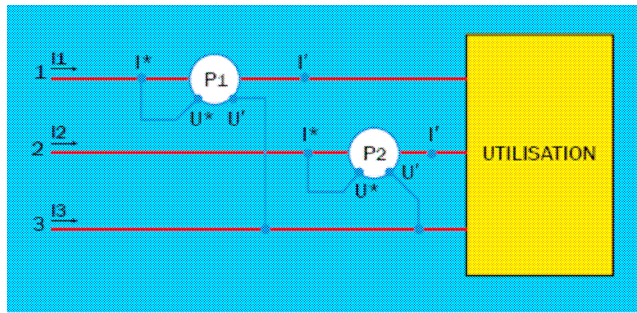 I1
1
I*
P1
I'
U* U'
I2
2
I*
P2
I'
U*
U'
UTILISATION
I3
3